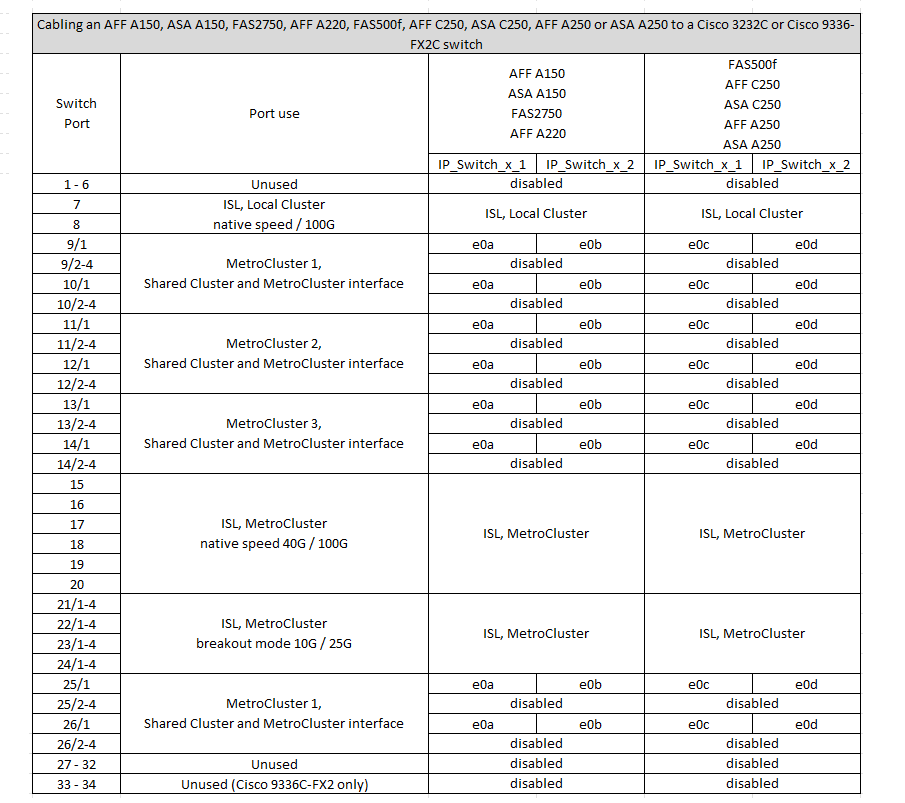 Cabling an AFF A150, ASA A150, FAS2750, AFF A220, FAS500f, AFF C250, ASA C250, AFF A250 or ASA A250 to a Cisco 3232C or Cisco 9336-
FX2C switch
Switch
Port
Port use
AFF A150
ASA A150
FAS2750
AFF A220
FAS500f
AFF C250
ASA C250
AFF A250
ASA A250
IP_Switch_x_1 IP_Switch_x_2 IP_Switch_x_1 IP_Switch_x_2
1 - 6 Unused disabled disabled
7
8
ISL, Local Cluster
native speed / 100G
ISL, Local Cluster ISL, Local Cluster
9/1 e0a e0b e0c e0d
9/2-4 disabled disabled
10/1 e0a e0b e0c e0d
10/2-4 disabled disabled
MetroCluster 1,
Shared Cluster and MetroCluster interface
11/1 e0a e0b e0c e0d
11/2-4 disabled disabled
12/1 e0a e0b e0c e0d
12/2-4 disabled disabled
MetroCluster 2,
Shared Cluster and MetroCluster interface
13/1 e0a e0b e0c e0d
13/2-4 disabled disabled
14/1 e0a e0b e0c e0d
14/2-4 disabled disabled
MetroCluster 3,
Shared Cluster and MetroCluster interface
15
16
17
18
19
20
ISL, MetroCluster
native speed 40G / 100G
ISL, MetroCluster ISL, MetroCluster
21/1-4
22/1-4
23/1-4
24/1-4
ISL, MetroCluster
breakout mode 10G / 25G
ISL, MetroCluster ISL, MetroCluster
25/1 e0a e0b e0c e0d
25/2-4 disabled disabled
26/1 e0a e0b e0c e0d
26/2-4 disabled disabled
MetroCluster 1,
Shared Cluster and MetroCluster interface
27 - 32 Unused disabled disabled
33 - 34 Unused (Cisco 9336C-FX2 only) disabled disabled